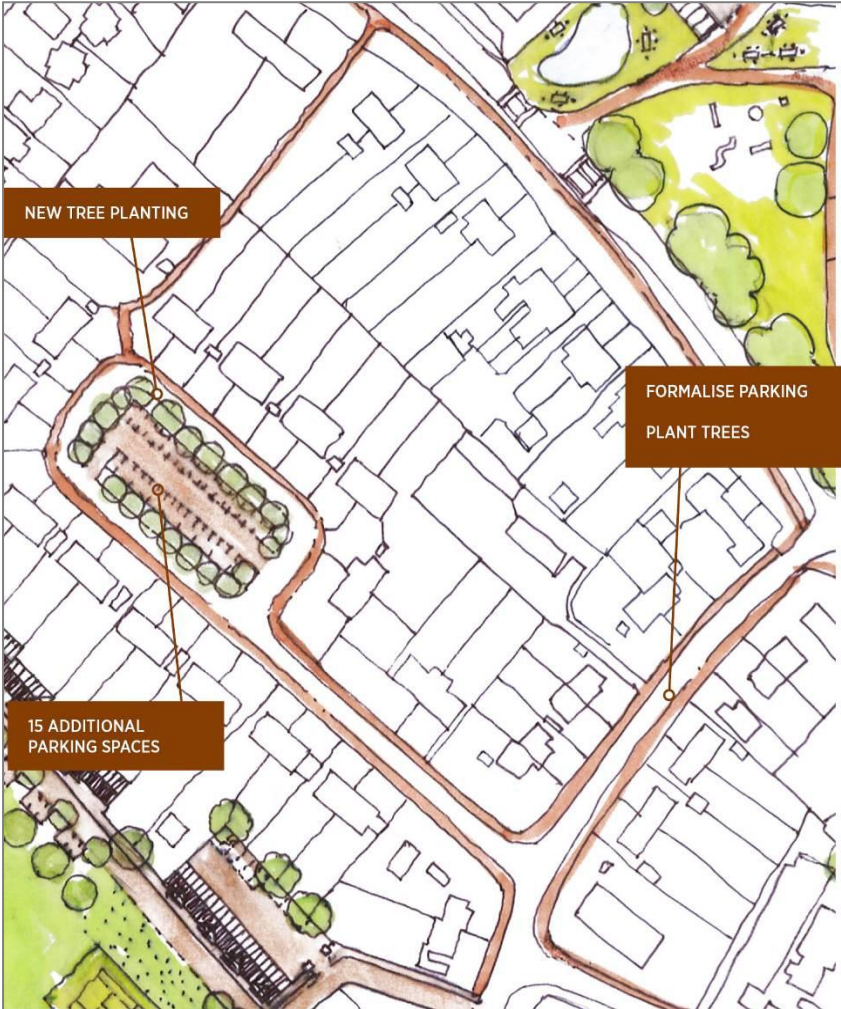 NEW TREE PLANTING
FORMALISE PARKING
PLANT TREES
15 ADDITIONAL
PARKING SPACES